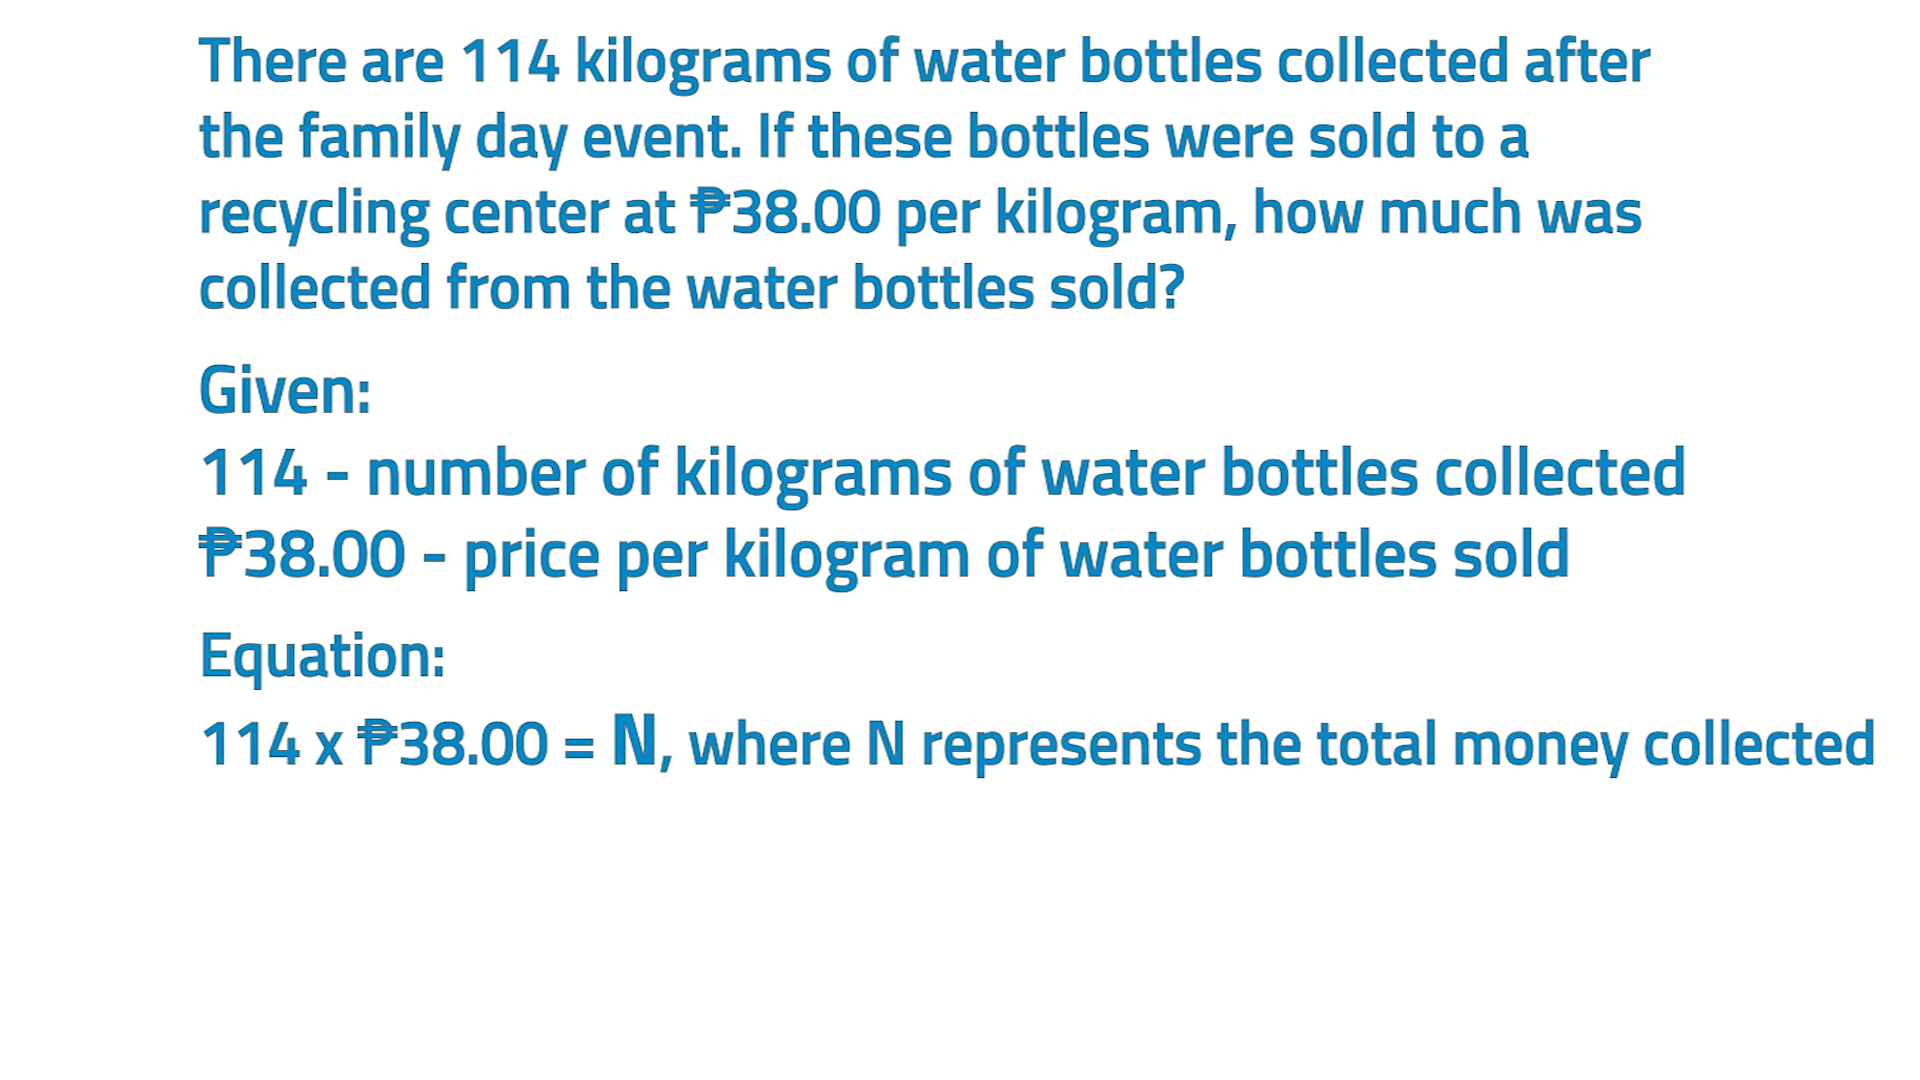 There are 114 kilograms of water bottles collected after
the family day event. If these bottles were sold to a
recycling center at ₱38.00 per kilogram, how much was
collected from the water bottles sold?
Given:
114 - number of kilograms of water bottles collected
₱38.00 - price per kilogram of water bottles sold
Equation:
114 x ₱38.00 = N, where N represents the total money collected